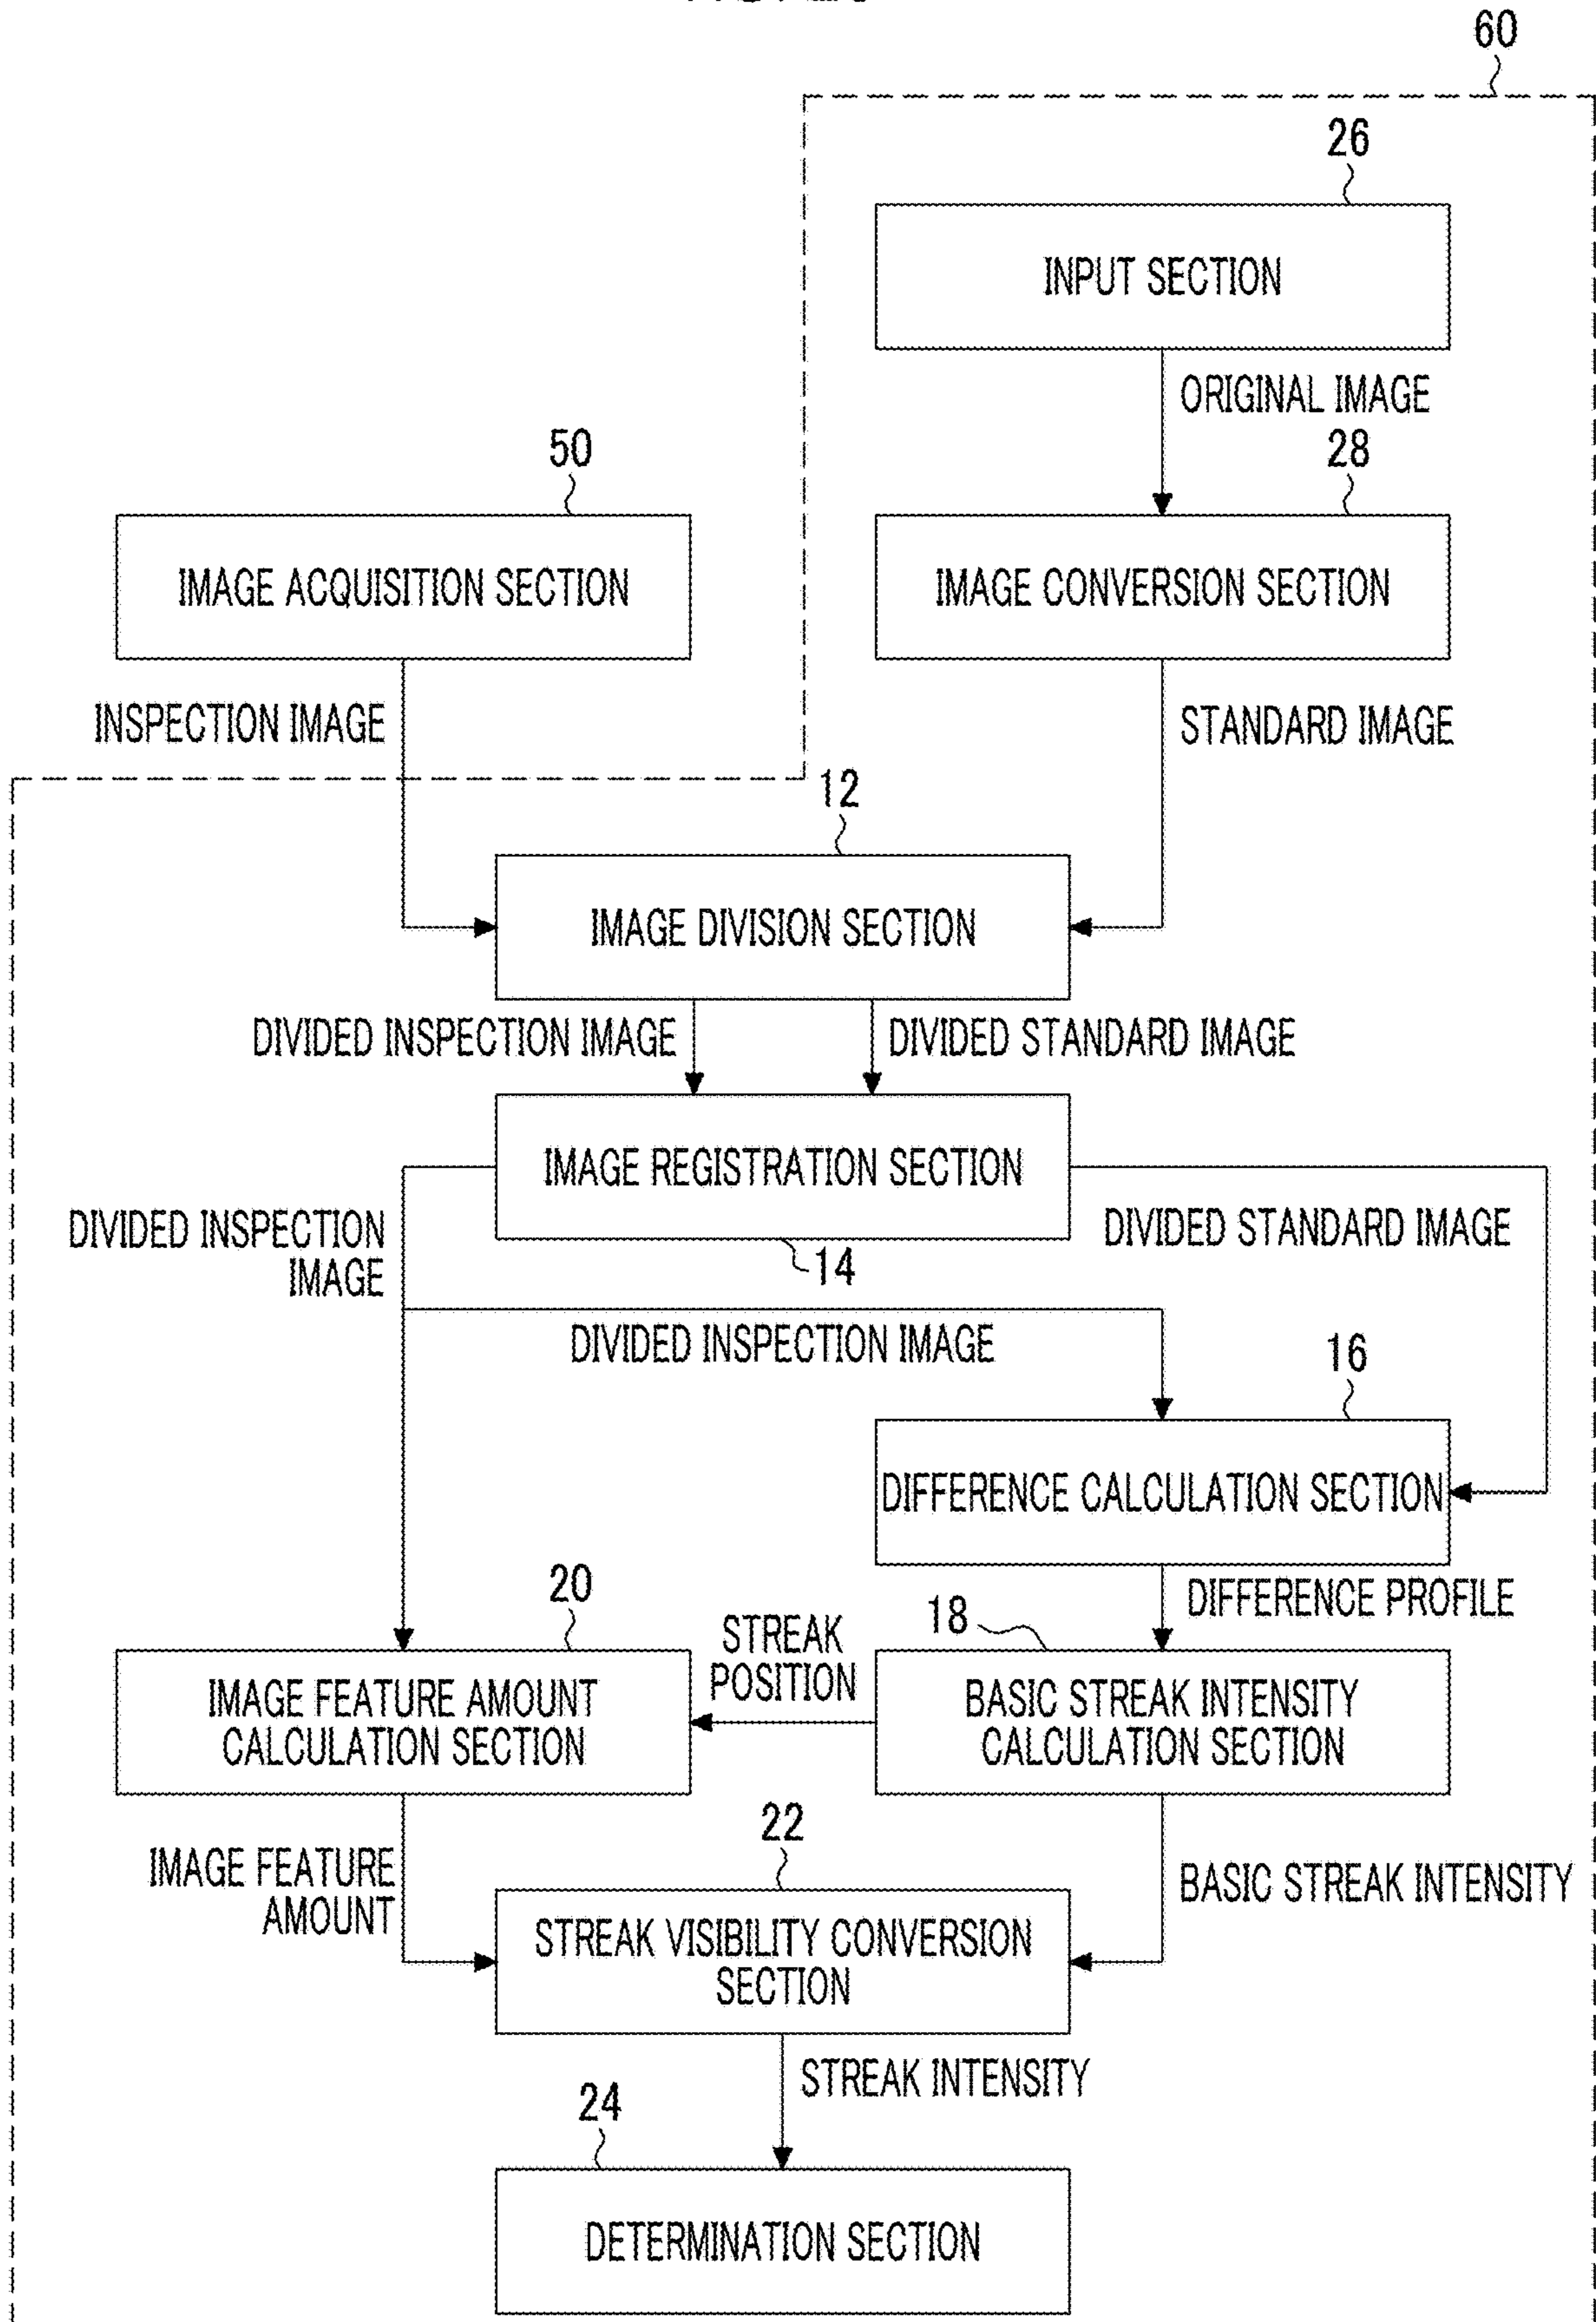 60
26
INPUT SECTION
ORIGINAL IMAGE
50
28
IMAGE ACQUISITION SECTION
IMAGE CONVERSION SECTION
INSPECTION IMAGE
STANDARD IMAGE
12
IMAGE DIVISION SECTION
DIVIDED INSPECTION IMAGE
DIVIDED STANDARD IMAGE
IMAGE REGISTRATION SECTION
14
DIVIDED INSPECTION
IMAGE
DIVIDED STANDARD IMAGE
DIVIDED INSPECTION IMAGE
16
DIFFERENCE CALCULATION SECTION
DIFFERENCE PROFILE
20
18
STREAK
POSITION
IMAGE FEATURE AMOUNT
CALCULATION SECTION
BASIC STREAK INTENSITY
CALCULATION SECTION
22
IMAGE FEATURE
AMOUNT
BASIC STREAK INTENSITY
STREAK VISIBILITY CONVERSION
SECTION
STREAK INTENSITY
24
DETERMINATION SECTION